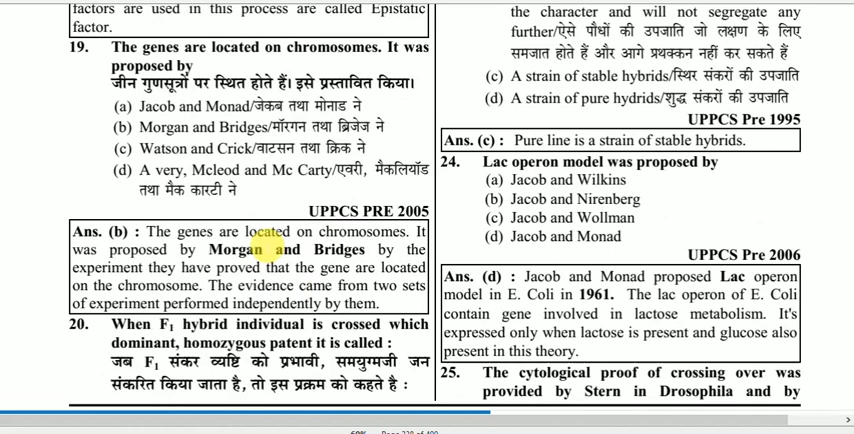 factors are used in this process are called Epistatic
factor.
19. The genes are located on chromosomes. It was
proposed by
जीन गुणसूत्रों पर स्थित होते हैं। इसे प्रस्तावित किया।
(a) Jacob and Monad/जेकब तथा मोनाड ने
(b) Morgan and Bridges/मॉरगन तथा ब्रिजेज ने
(c) Watson and Crick/वाटसन तथा क्रिक ने
(d) A very, Mcleod and Mc Carty/एवरी, मैकलियॉड
तथा मैक कारटी ने
UPPCS PRE 2005
Ans. (b) : The genes are located on chromosomes. It
was proposed by Morgan and Bridges by the
experiment they have proved that the gene are located
on the chromosome. The evidence came from two sets
of experiment performed independently by them.
20. When F₁ hybrid individual is crossed which
dominant, homozygous patent it is called :
जब F₁ संकर व्यष्टि को प्रभावी, समयुग्मजी जन
संकरित किया जाता है, तो इस प्रक्रम को कहते है :
the character and will not segregate any
further/ऐसे पौधों की उपजाति जो लक्षण के लिए
समजात होते हैं और आगे प्रथक्कन नहीं कर सकते हैं
(c) A strain of stable hybrids/स्थिर संकरों की उपजाति
(d) A strain of pure hydrids/शुद्ध संकरों की उपजाति
UPPCS Pre 1995
Ans. (c) : Pure line is a strain of stable hybrids.
24. Lac operon model was proposed by
(a) Jacob and Wilkins
(b) Jacob and Nirenberg
(c) Jacob and Wollman
(d) Jacob and Monad
UPPCS Pre 2006
Ans. (d) : Jacob and Monad proposed Lac operon
model in E. Coli in 1961. The lac operon of E. Coli
contain gene involved in lactose metabolism. It's
expressed only when lactose is present and glucose also
present in this theory.
25. The cytological proof of crossing over was
provided by Stern in Drosophila and by